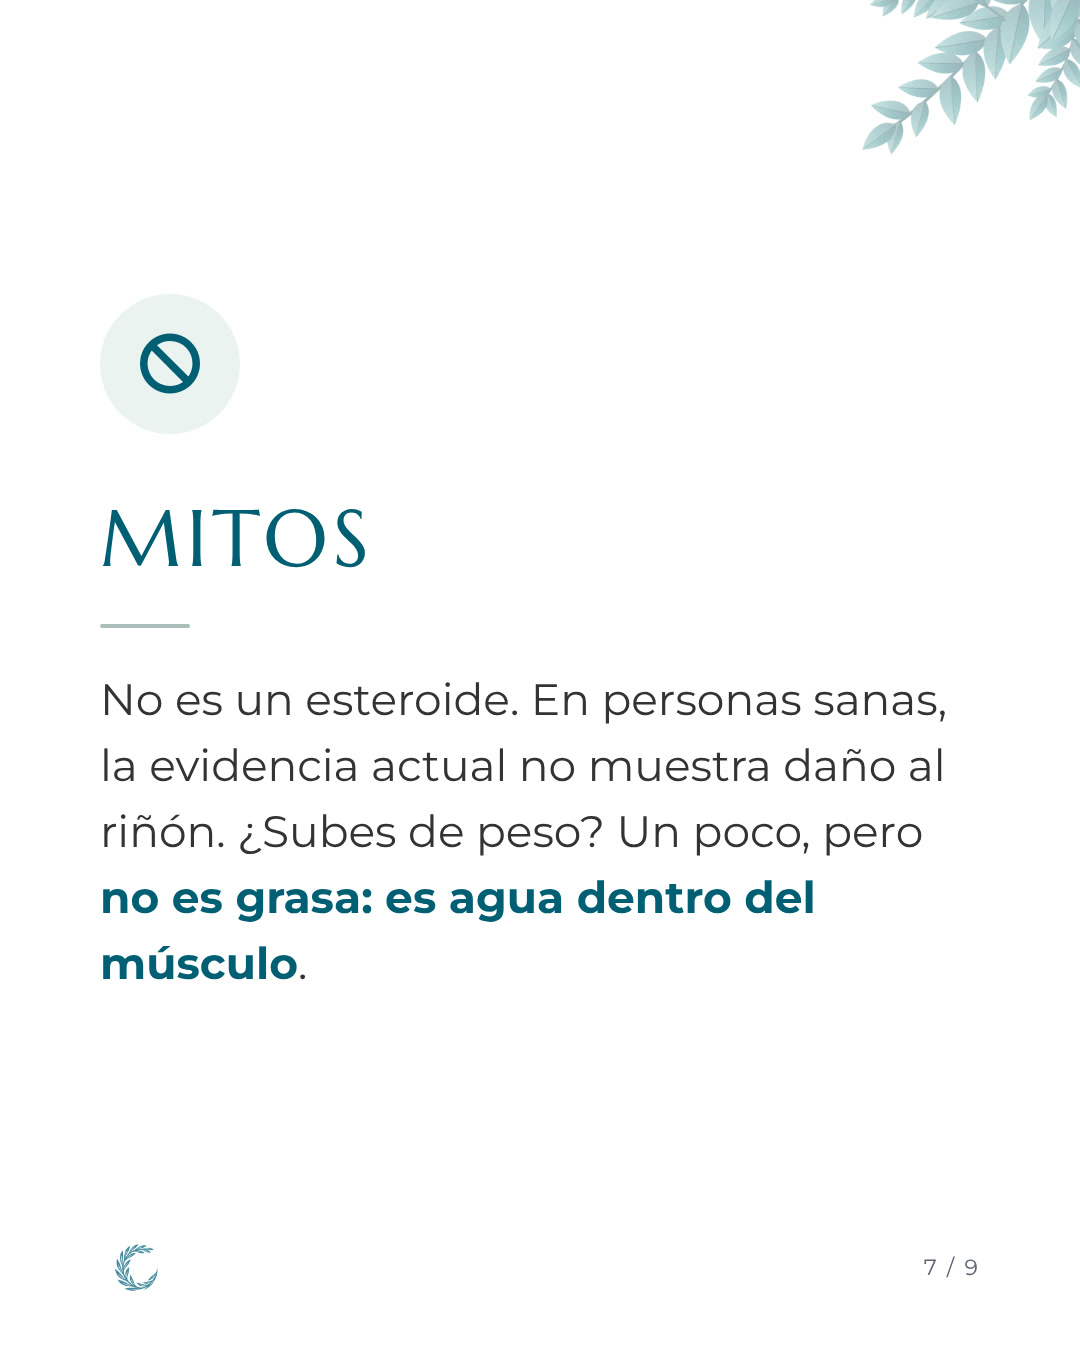 MITOS
No es un esteroide. En personas sanas,
la evidencia actual no muestra daño al
riñón. ¿Subes de peso? Un poco, pero
no es grasa: es agua dentro del
músculo.
7 / 9